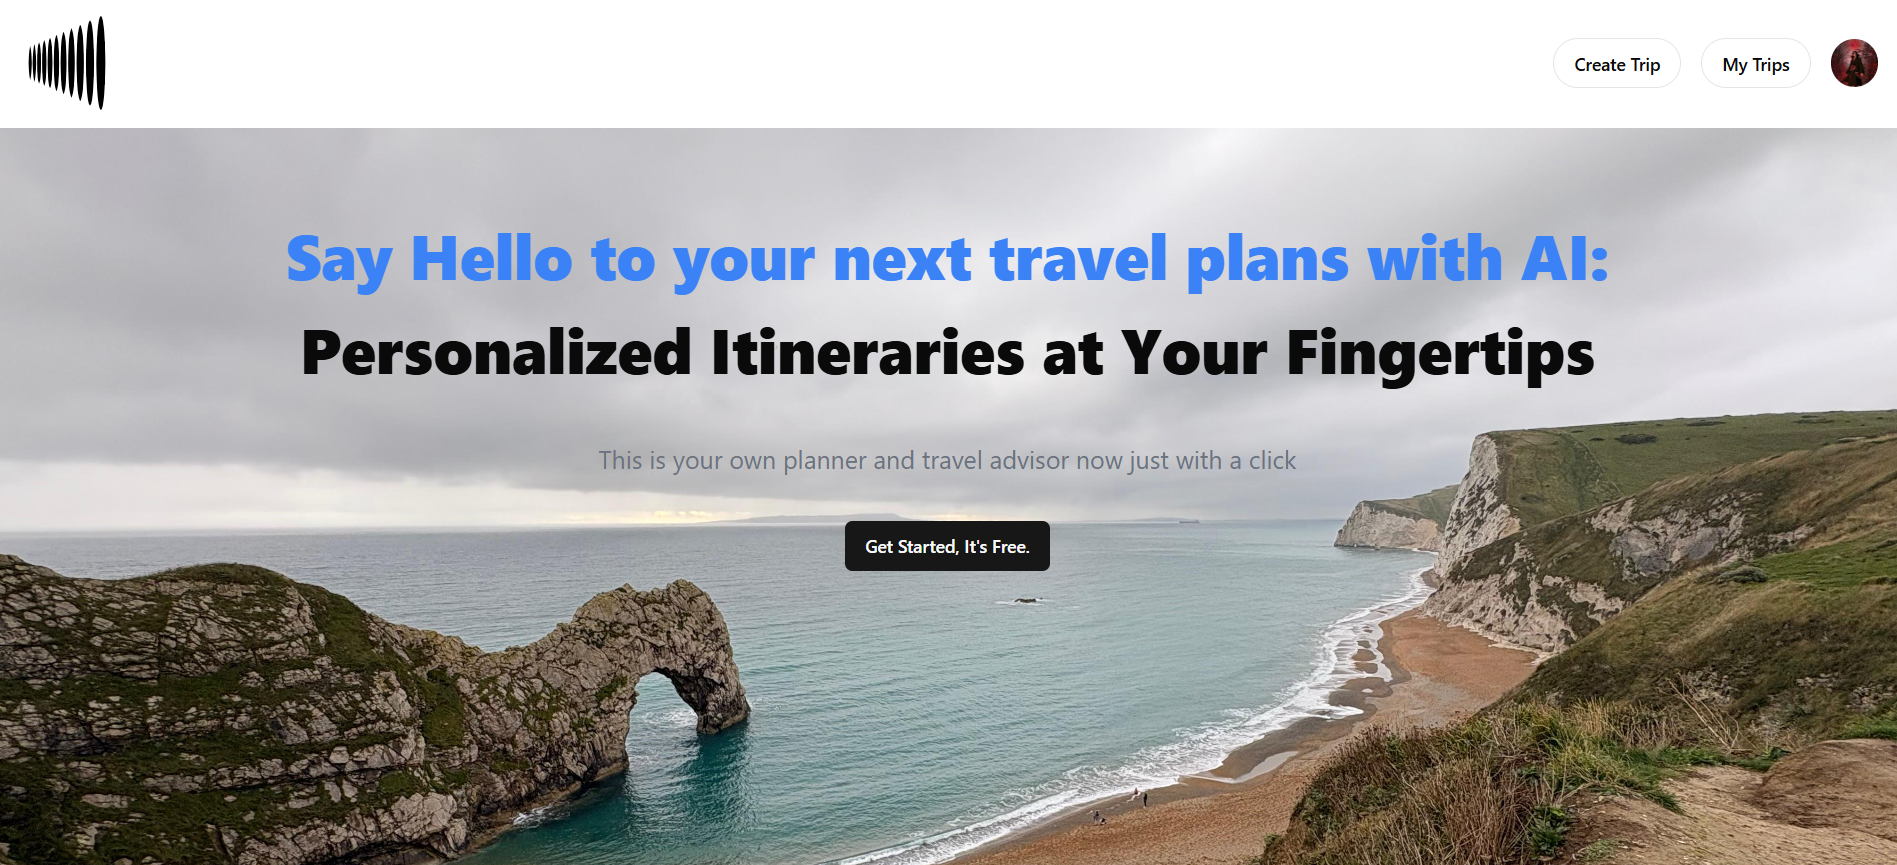 Create Trip
My Trips
Say Hello to your next travel plans with AI:
Personalized Itineraries at Your Fingertips
This is your own planner and travel advisor now just with a click
Get Started, It's Free.